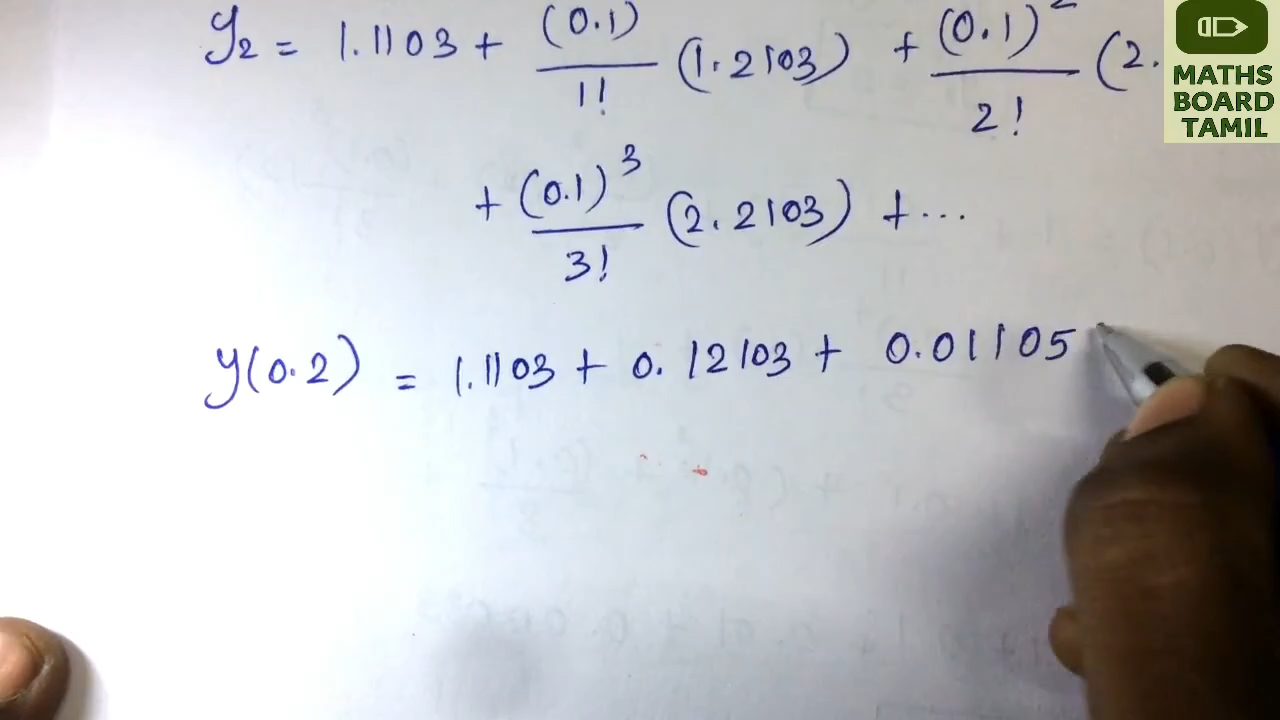 y₂ = 1.1103 + (0.1)/1! (1.2103) + (0.1)²/2! (2.
+ (0.1)³/3! (2.2103) + ...
y(0.2) = 1.1103 + 0.12103 + 0.01105
MATHS
BOARD
TAMIL